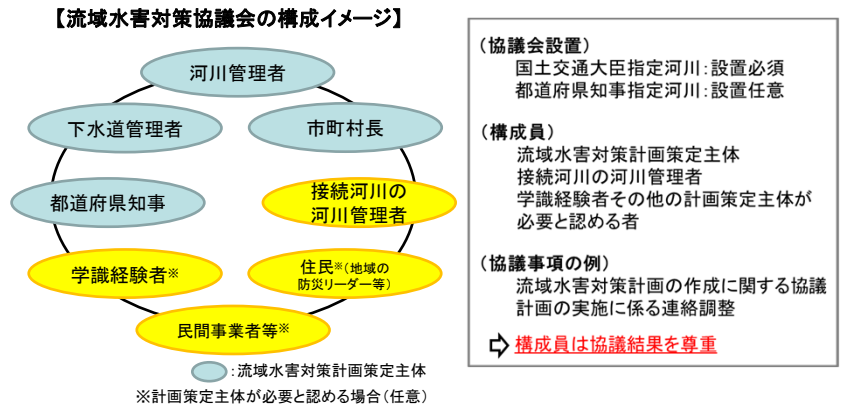 【流域水害対策協議会の構成イメージ】
河川管理者
下水道管理者
市町村長
都道府県知事
接続河川の
河川管理者
学識経験者※
住民※(地域の
防災リーダー等)
民間事業者等※
:流域水害対策計画策定主体
※計画策定主体が必要と認める場合(任意)
(協議会設置)
国土交通大臣指定河川:設置必須
都道府県知事指定河川:設置任意
(構成員)
流域水害対策計画策定主体
接続河川の河川管理者
学識経験者その他の計画策定主体が
必要と認める者
(協議事項の例)
流域水害対策計画の作成に関する協議
計画の実施に係る連絡調整
⇨ 構成員は協議結果を尊重